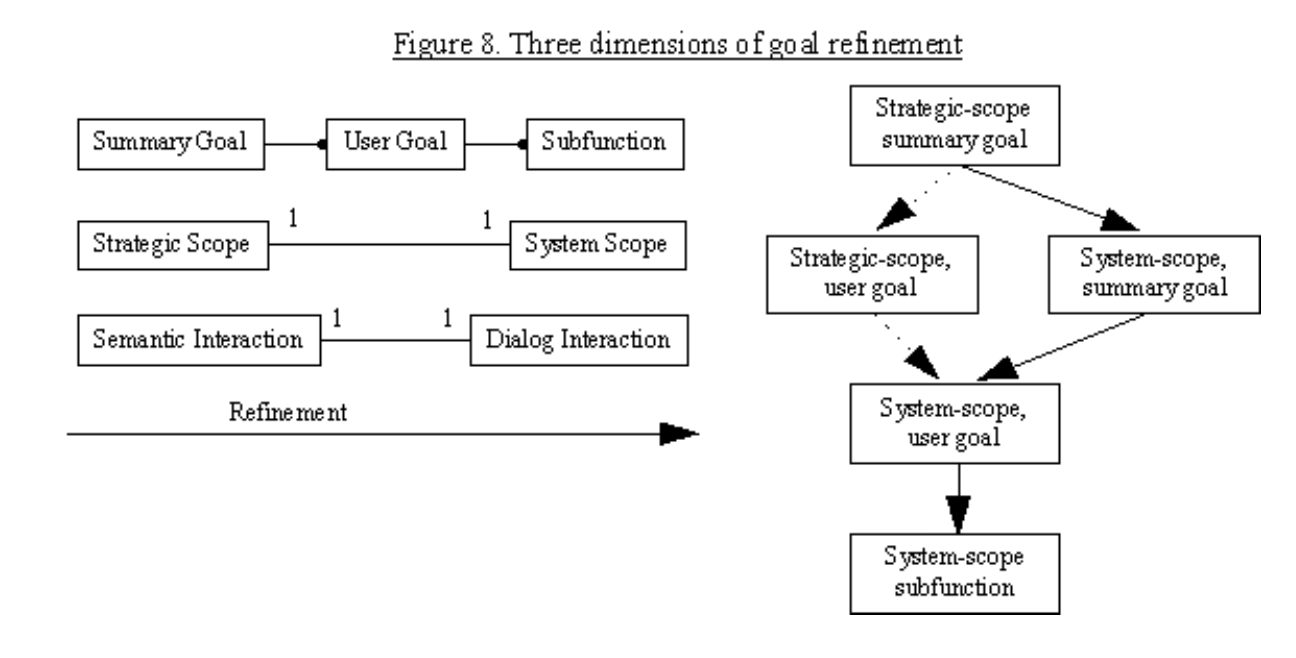 Figure 8. Three dimensions of goal refinement
Summary Goal
User Goal
Subfunction
Strategic Scope
1
1
System Scope
Semantic Interaction
1
1
Dialog Interaction
Refinement
Strategic-scope
summary goal
Strategic-scope,
user goal
System-scope,
summary goal
System-scope,
user goal
System-scope
subfunction